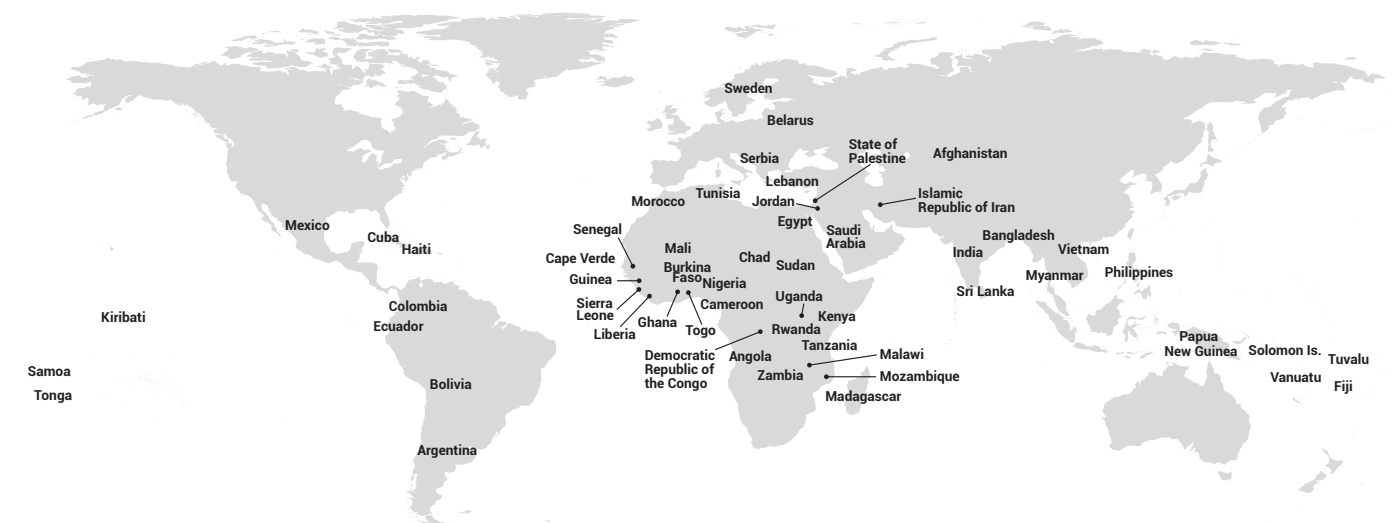 Sweden
Belarus
State of
Palestine
Afghanistan
Serbia
Lebanon
Tunisia
Morocco
Jordan
Islamic
Republic of Iran
Egypt
Saudi
Arabia
Mexico
Cuba
Haiti
Senegal
Mali
Cape Verde
Chad
Sudan
Burkina
Faso
Guinea
Nigeria
Bangladesh
India
Vietnam
Myanmar
Philippines
Sri Lanka
Colombia
Ecuador
Kiribati
Sierra
Leone
Liberia
Ghana
Togo
Cameroon
Uganda
Kenya
Rwanda
Tanzania
Democratic
Republic of
the Congo
Angola
Malawi
Zambia
Mozambique
Madagascar
Papua
New Guinea
Solomon Is.
Tuvalu
Vanuatu
Fiji
Samoa
Tonga
Bolivia
Argentina